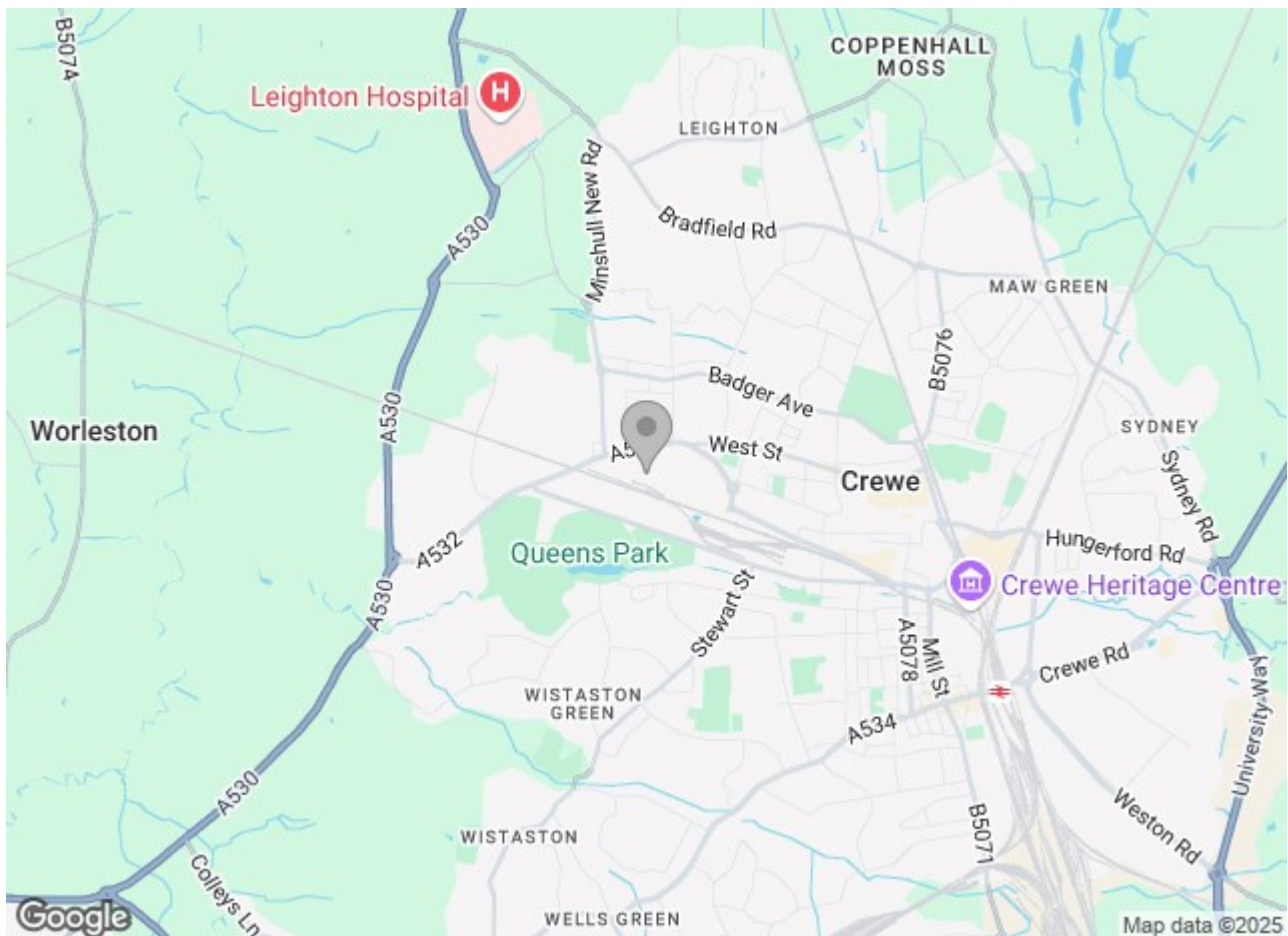 B5074
COPPENHALL
MOSS
Leighton Hospital
H
LEIGHTON
Minshull New Rd
Bradfield Rd
A530
MAW GREEN
B5076
Badger Ave
A530
Worleston
SYDNEY
West St
Crewe
Sydney Rd
A532
Queens Park
Hungerford Rd
Crewe Heritage Centre
A530
Stewart St
A5078
Mill St
Crewe Rd
WISTASTON
GREEN
A534
University Way
A530
Weston Rd
B5071
WISTASTON
Colleys Ln
WELLS GREEN
Google
Map data ©2025